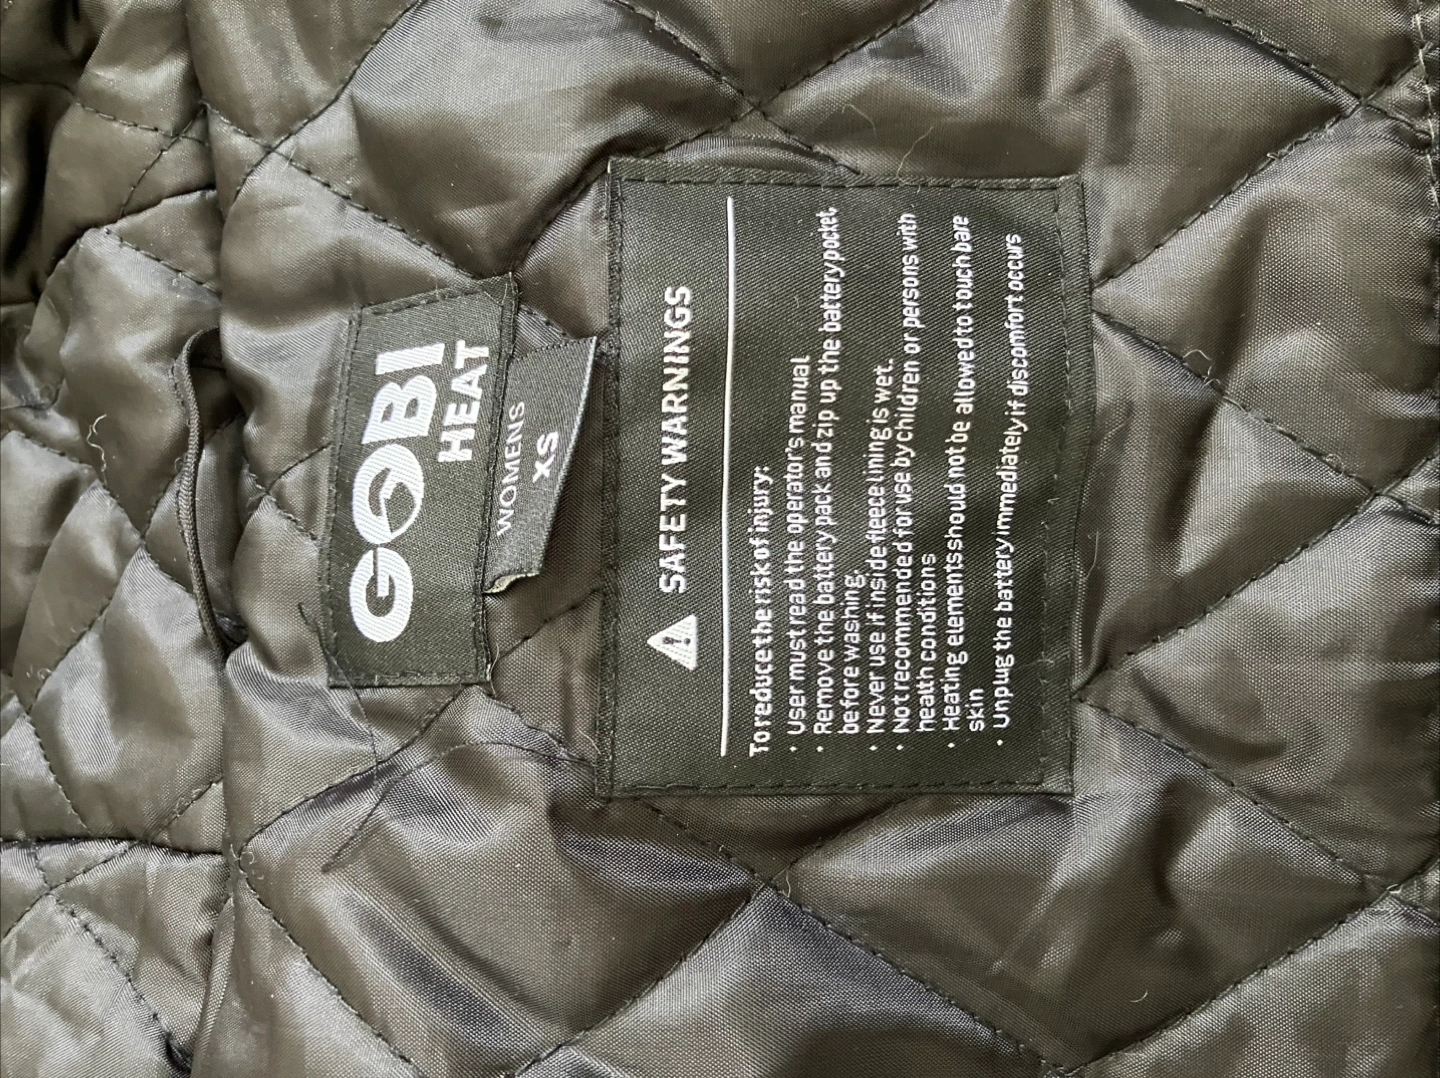 GOBI
HEAT
WOMENS
XS
SAFETY WARNINGS
To reduce the risk of injury:
• User must read the operator's manual
• Remove the battery pack and zip up the battery pocket,
before washing.
• Never use if inside fleece lining is wet.
• Not recommended for use by children or persons with
health conditions
• Heating elements should not be allowed to touch bare
skin
• Unplug the battery immediately if discomfort occurs